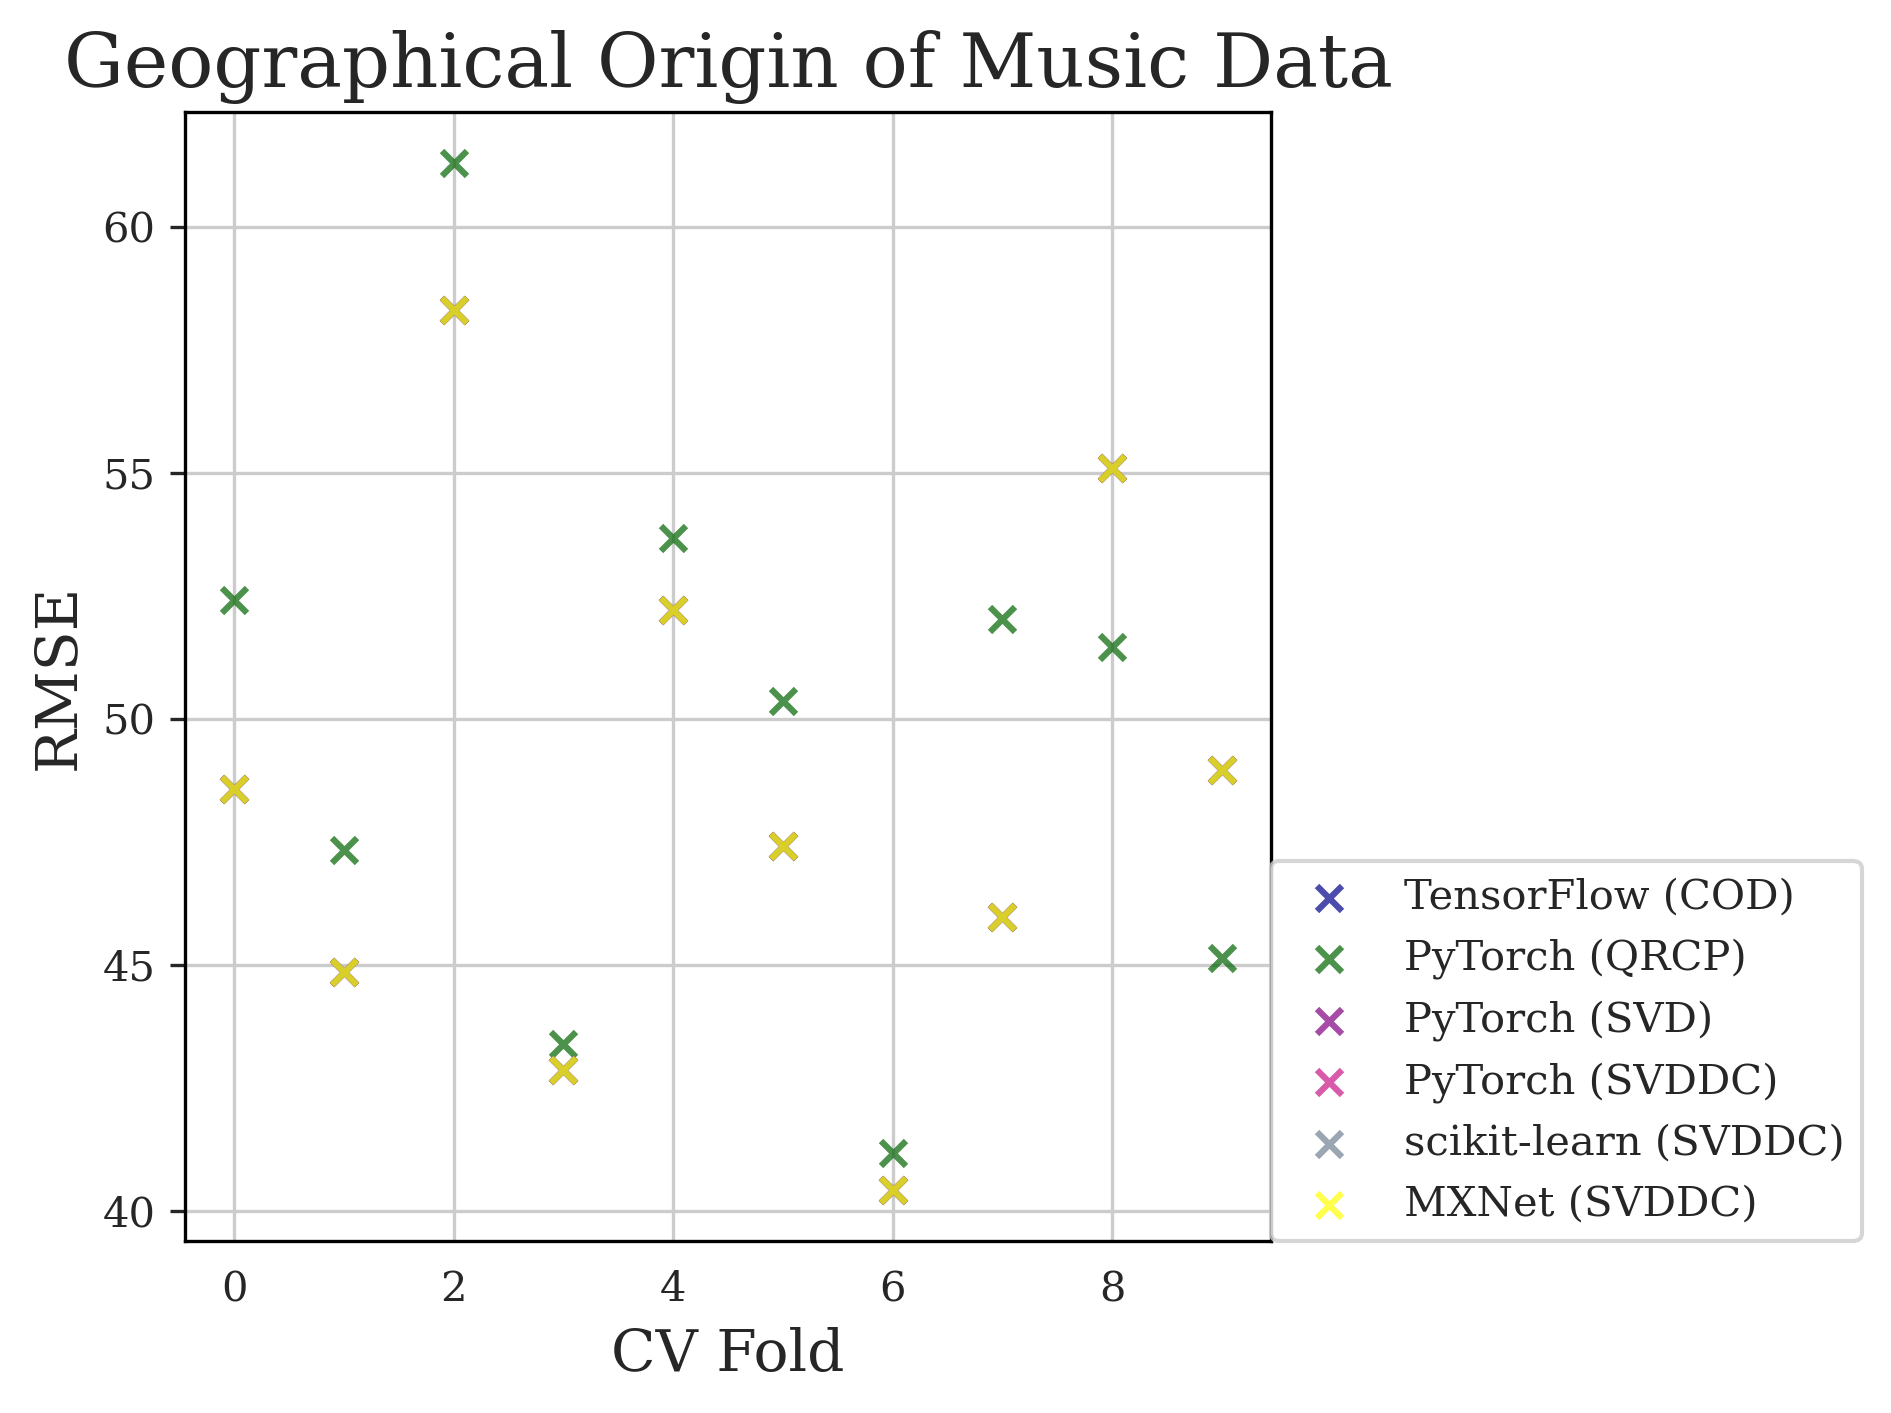 Geographical Origin of Music Data
60
55
50
45
40
RMSE
0 2 4 6 8
CV Fold
TensorFlow (COD)
PyTorch (QRCP)
PyTorch (SVD)
PyTorch (SVDDC)
scikit-learn (SVDDC)
MXNet (SVDDC)